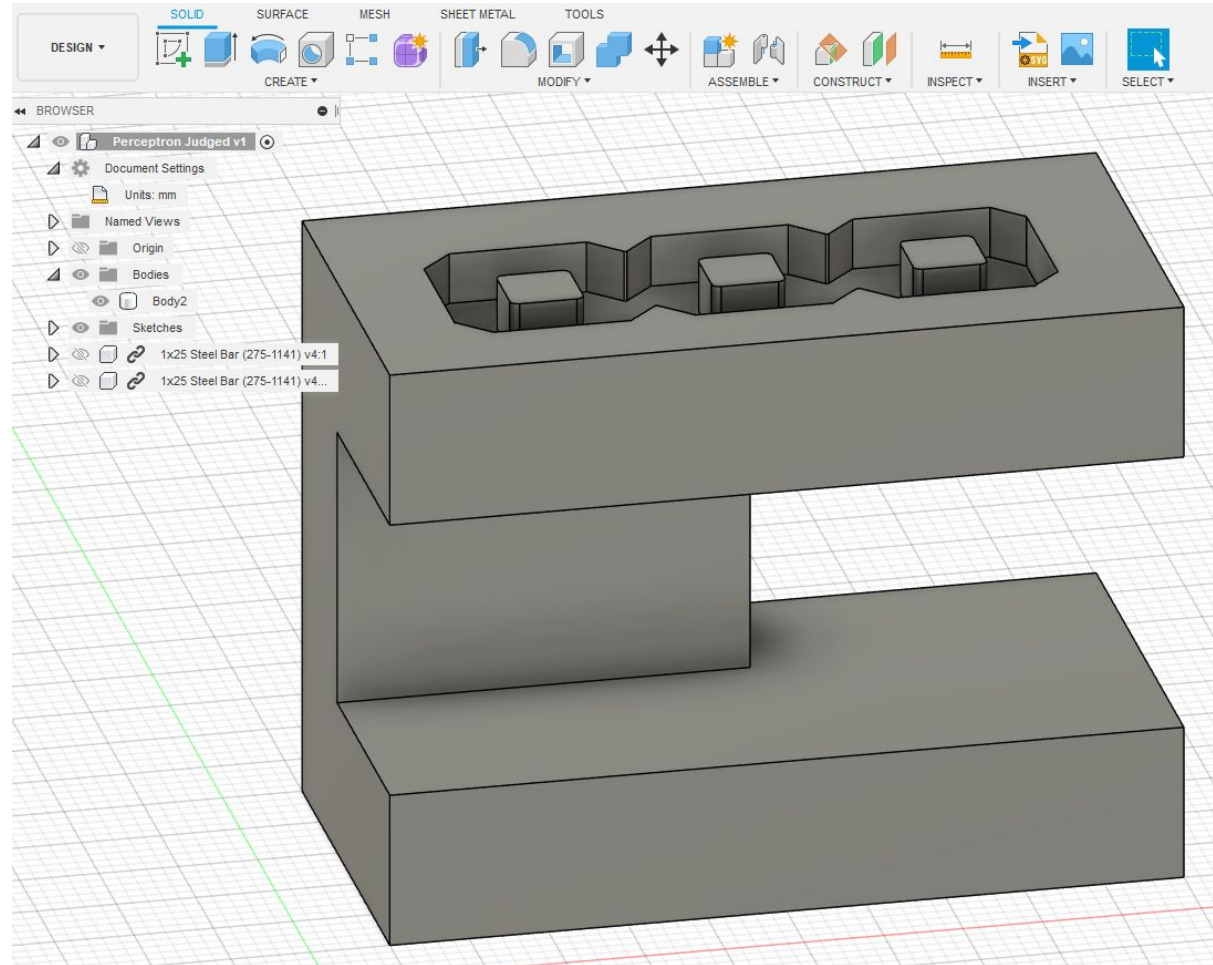 SOLID SURFACE MESH SHEET METAL TOOLS
DESIGN ▾
CREATE ▾ MODIFY ▾ ASSEMBLE ▾ CONSTRUCT ▾ INSPECT ▾ INSERT ▾ SELECT ▾
SVG
BROWSER
Perceptron Judged v1
Document Settings
Units: mm
Named Views
Origin
Bodies
Body2
Sketches
1x25 Steel Bar (275-1141) v4:1
1x25 Steel Bar (275-1141) v4...